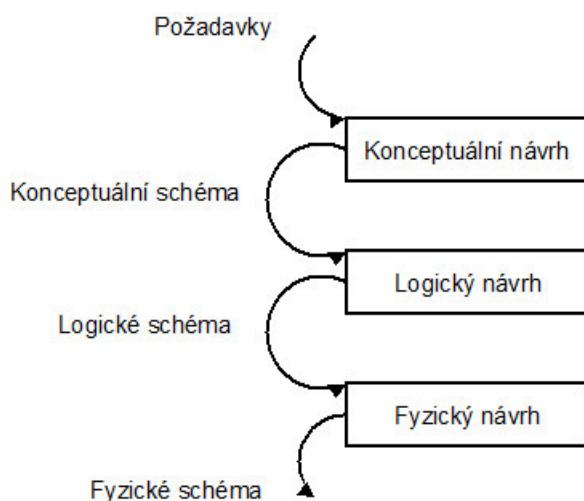 Požadavky
Konceptuální návrh
Konceptuální schéma
Logický návrh
Logické schéma
Fyzický návrh
Fyzické schéma